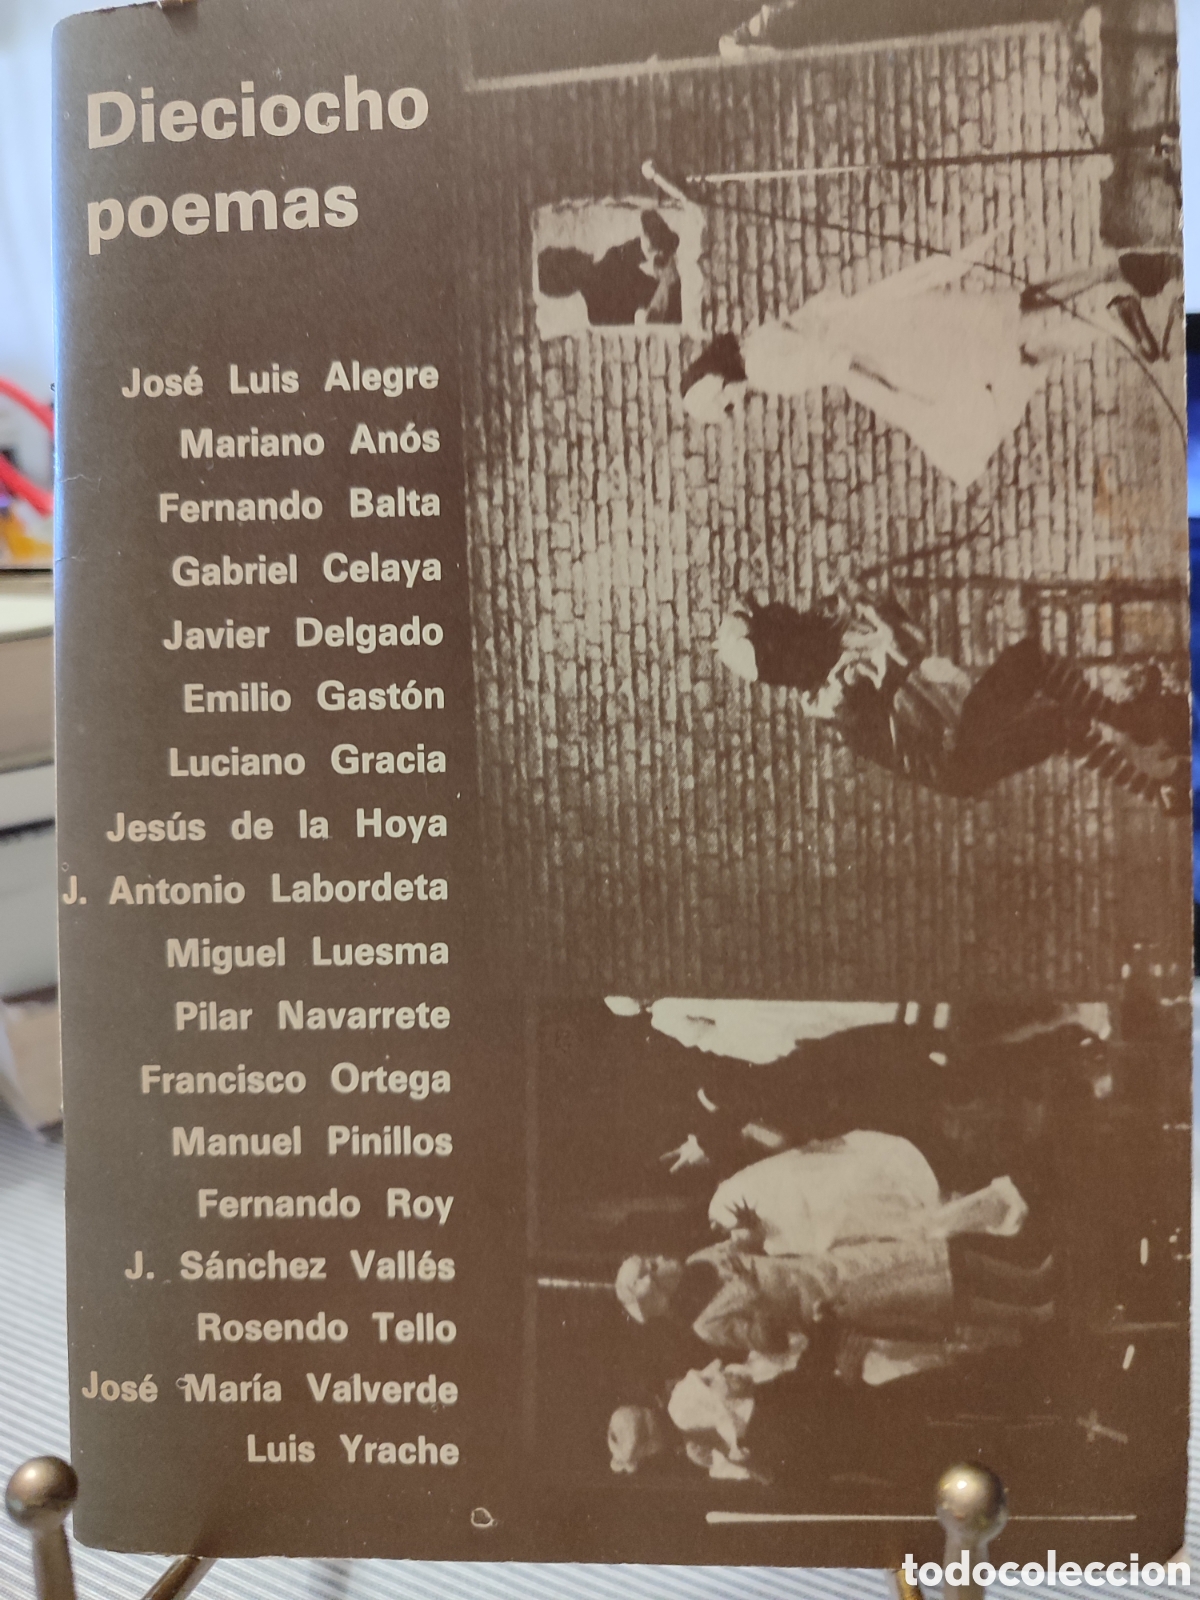 Dieciocho
poemas
José Luis Alegre
Mariano Anós
Fernando Balta
Gabriel Celaya
Javier Delgado
Emilio Gastón
Luciano Gracia
Jesús de la Hoya
J. Antonio Labordeta
Miguel Luesma
Pilar Navarrete
Francisco Ortega
Manuel Pinillos
Fernando Roy
J. Sánchez Vallés
Rosendo Tello
José María Valverde
Luis Yrache
todocoleccion